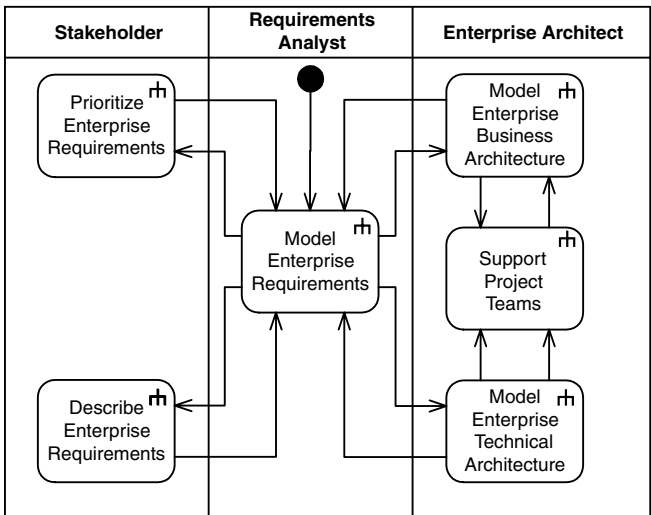 Stakeholder
Requirements
Analyst
Enterprise Architect
Prioritize
Enterprise
Requirements
Model
Enterprise
Business
Architecture
Model
Enterprise
Requirements
Support
Project
Teams
Describe
Enterprise
Requirements
Model
Enterprise
Technical
Architecture